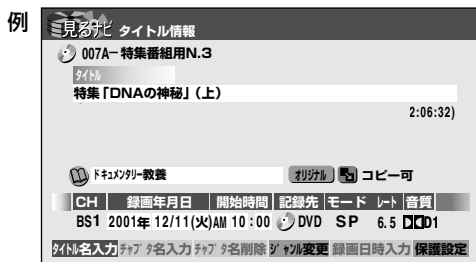 例
見るナビ タイトル情報
007A－特集番組用N.3
タイトル
特集「DNAの神秘」（上）
2:06:32)
ドキュメンタリー教養 オリジナル コピー可
CH 録画年月日 開始時間 記録先 モード レート 音質
BS1 2001年 12/11(火) AM 10:00 DVD SP 6.5 D1
タイトル名入力 チャプタ名入力 チャプタ名削除 ジャンル変更 録画日時入力 保護設定